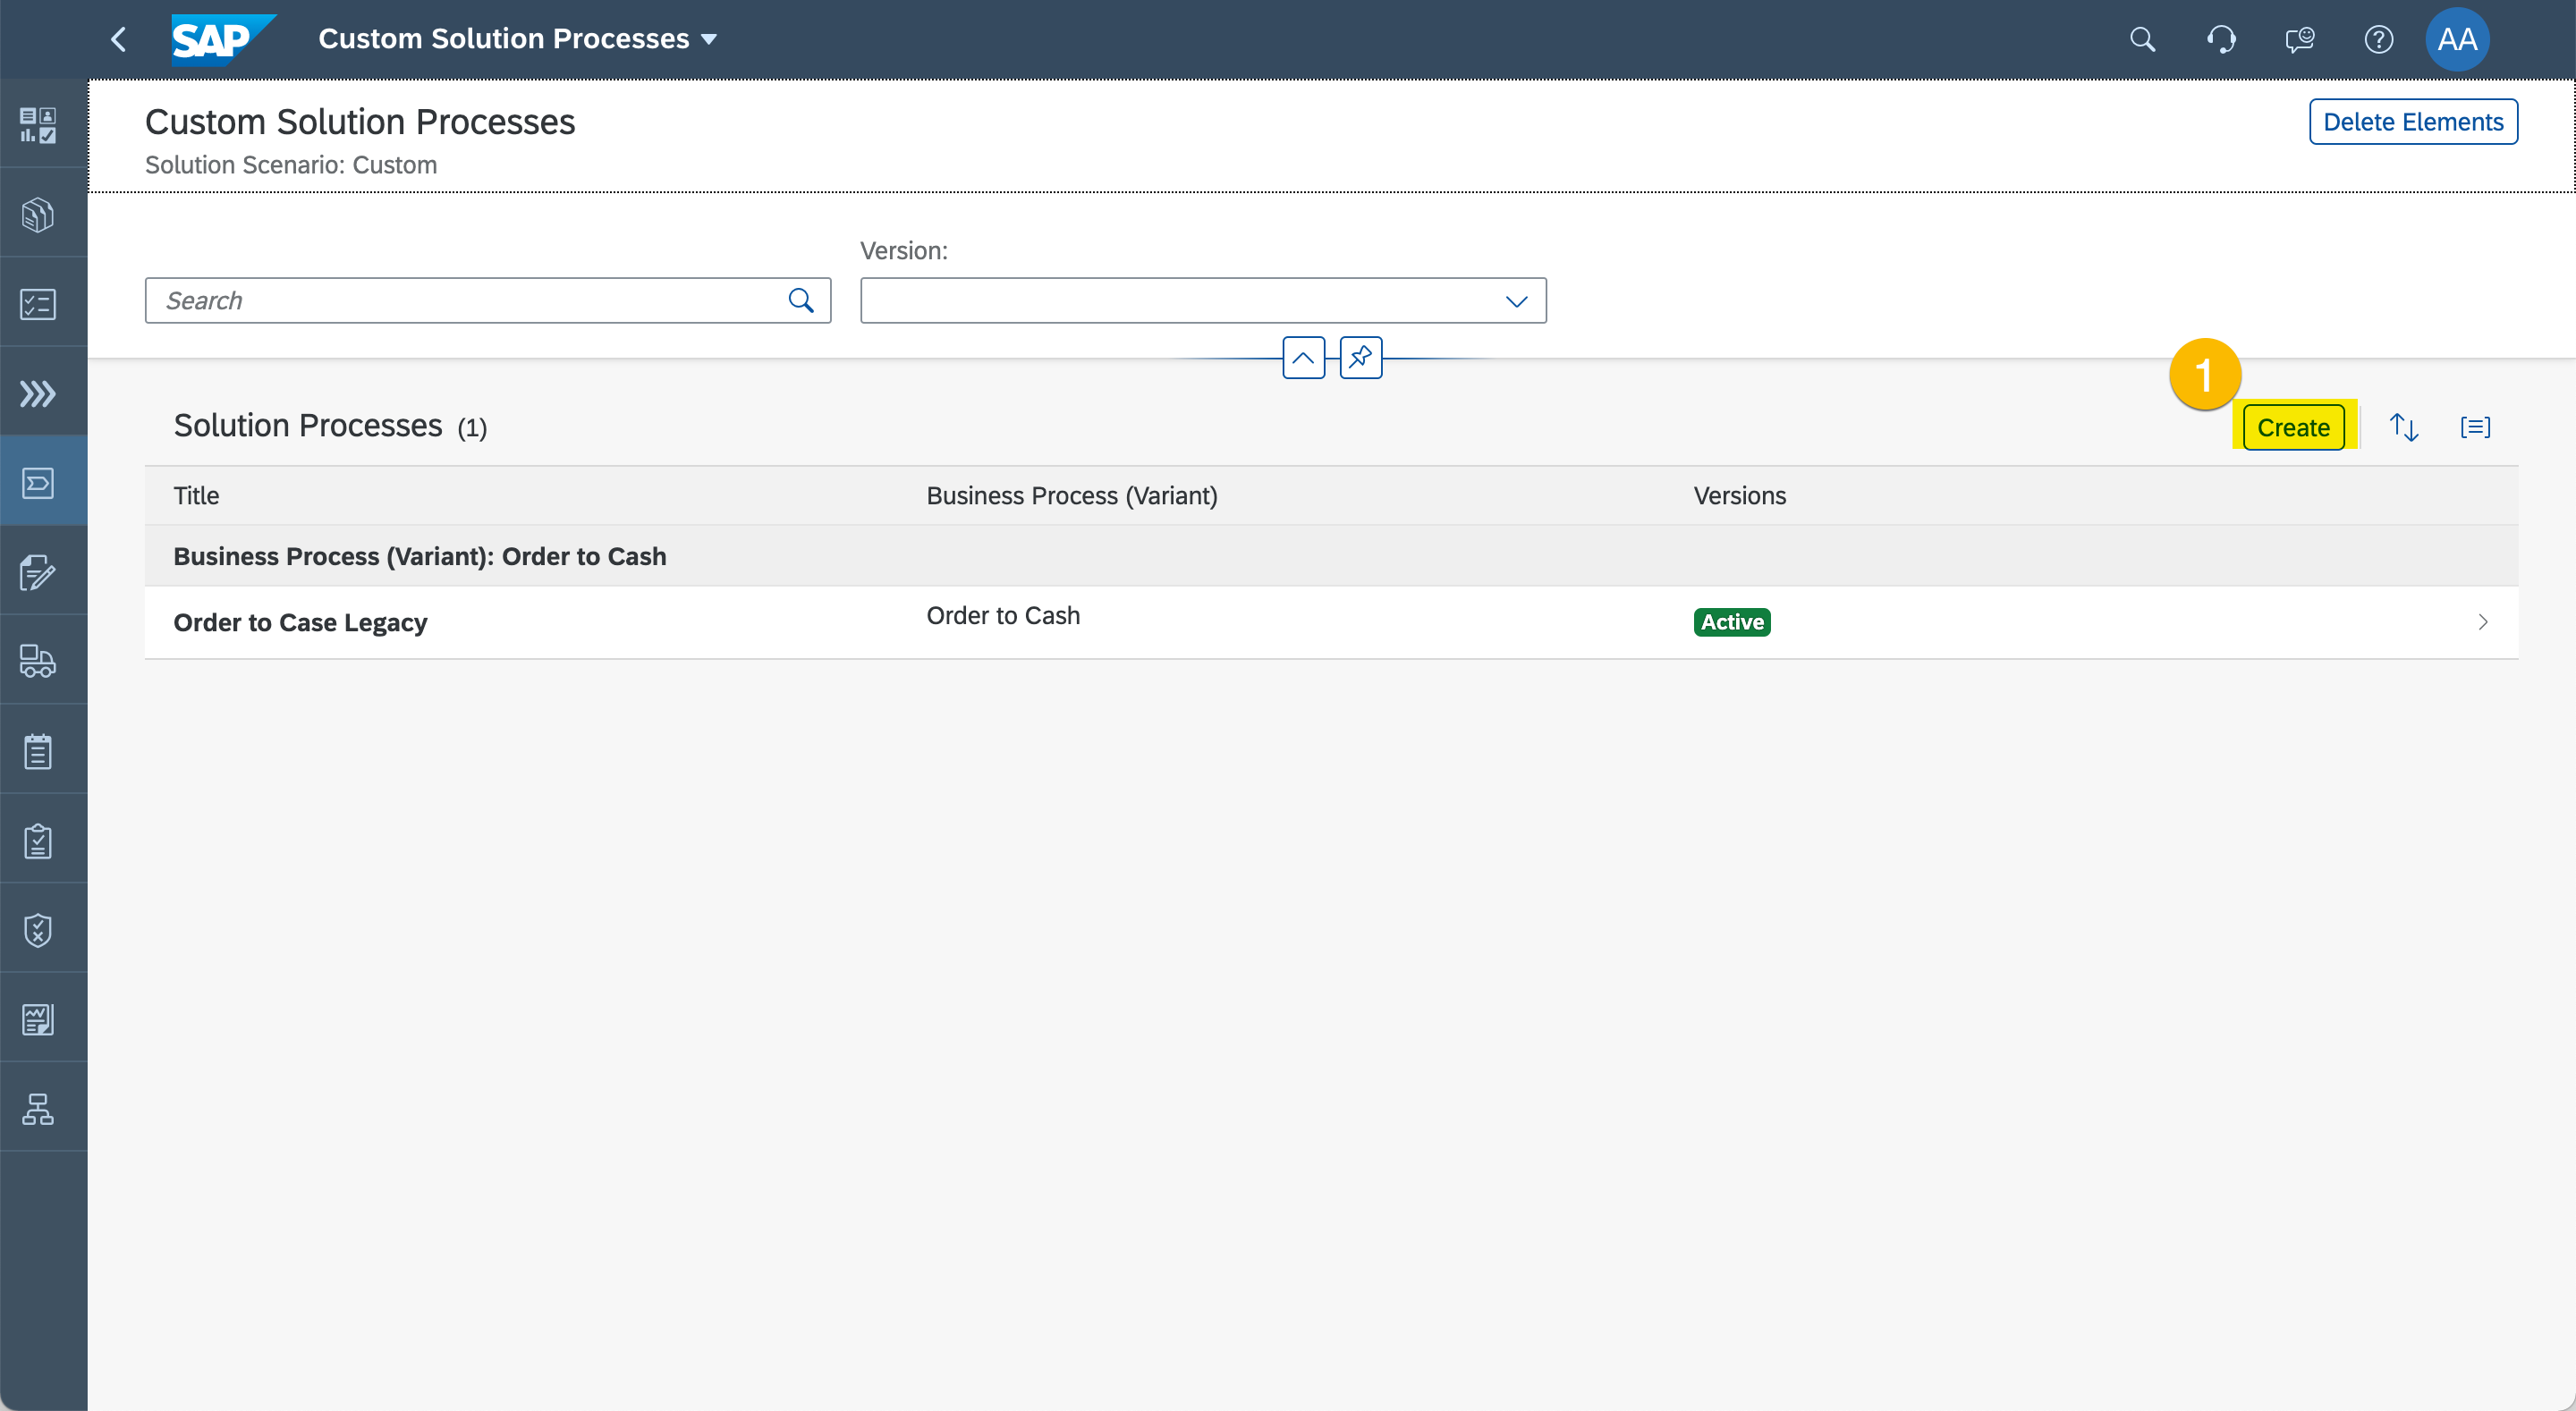 SAP Custom Solution Processes
AA
Custom Solution Processes
Delete Elements
Solution Scenario: Custom
Version:
Search
1
Solution Processes (1)
Create
Title Business Process (Variant) Versions
Business Process (Variant): Order to Cash
Order to Case Legacy Order to Cash Active